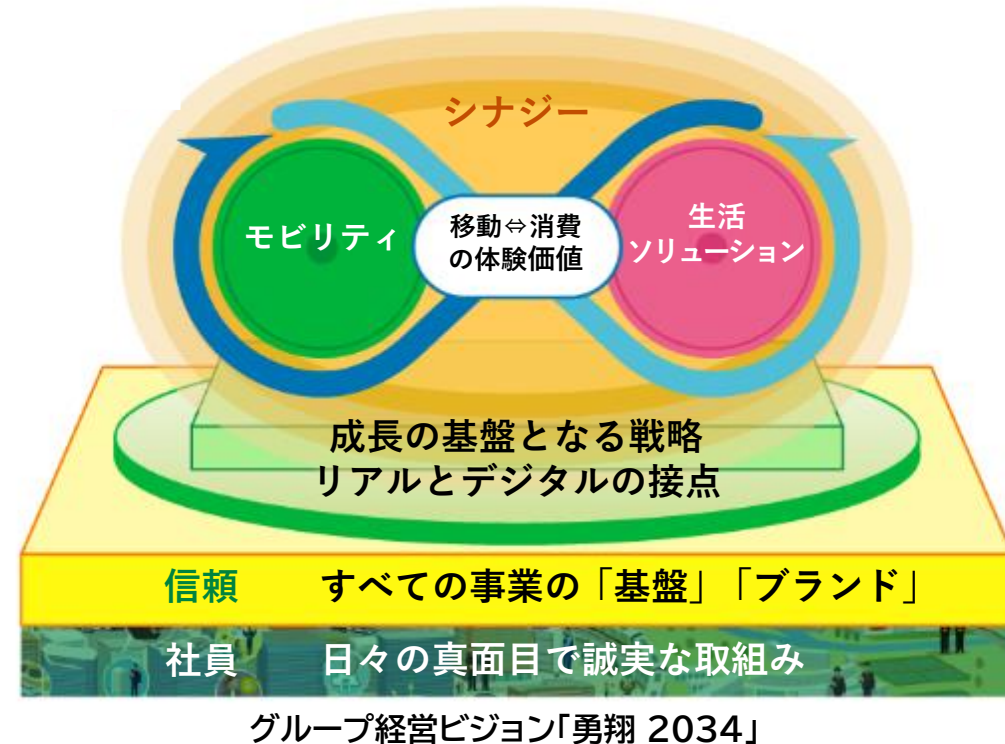 シナジー
モビリティ
移動⇔消費
の体験価値
生活
ソリューション
成長の基盤となる戦略
リアルとデジタルの接点
信頼 すべての事業の「基盤」「ブランド」
社員 日々の真面目で誠実な取組み
グループ経営ビジョン「勇翔 2034」